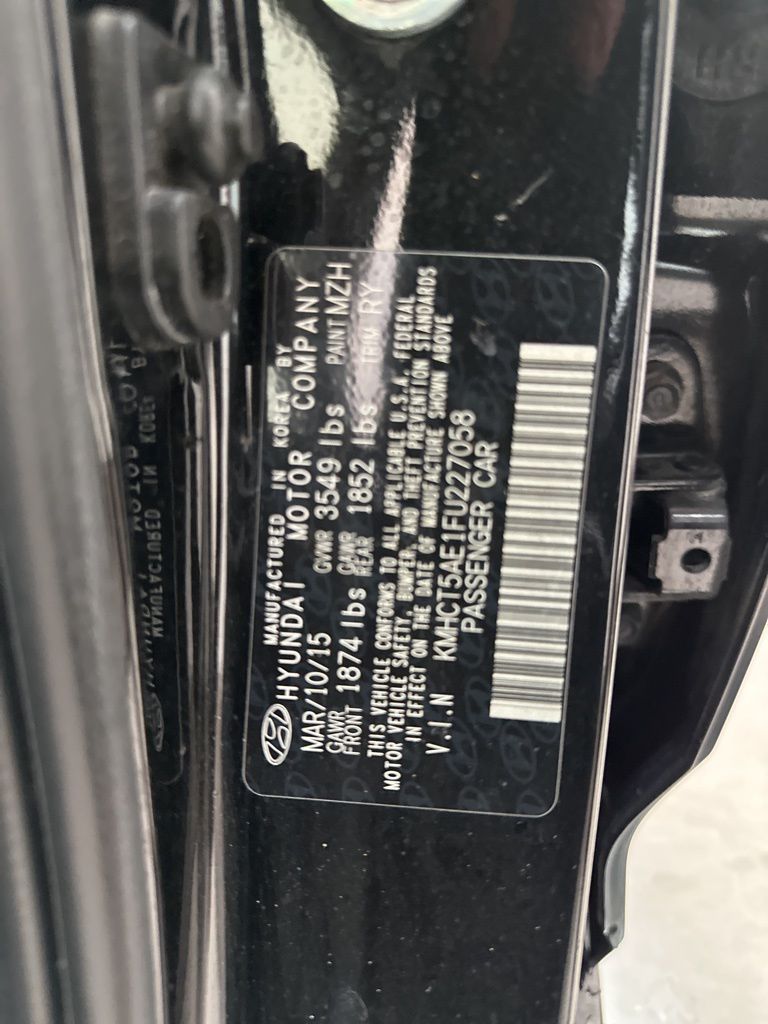 MANUFACTURED IN KOREA BY
HYUNDAI MOTOR COMPANY
MAR/10/15 GVWR 3549 lbs PAINT MZH
GAWR FRONT 1874 lbs GAWR REAR 1852 lbs TRIM RY
THIS VEHICLE CONFORMS TO ALL APPLICABLE U.S.A. FEDERAL
MOTOR VEHICLE SAFETY, BUMPER, AND THEFT PREVENTION STANDARDS
IN EFFECT ON THE DATE OF MANUFACTURE SHOWN ABOVE
V.I.N KMHCT5AE1FU227058
PASSENGER CAR